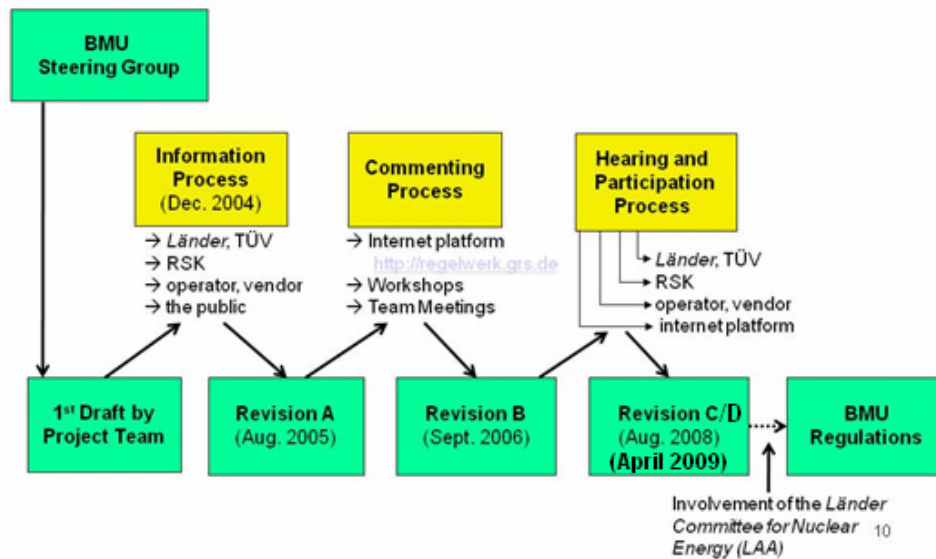 BMU
Steering Group
Information
Process
(Dec. 2004)
→ Länder, TÜV
→ RSK
→ operator, vendor
→ the public
Commenting
Process
→ Internet platform
http://regelwerk.grs.de
→ Workshops
→ Team Meetings
Hearing and
Participation
Process
Länder, TÜV
RSK
operator, vendor
internet platform
1st Draft by
Project Team
Revision A
(Aug. 2005)
Revision B
(Sept. 2006)
Revision C/D
(Aug. 2008)
(April 2009)
BMU
Regulations
Involvement of the Länder
Committee for Nuclear
Energy (LAA)
10